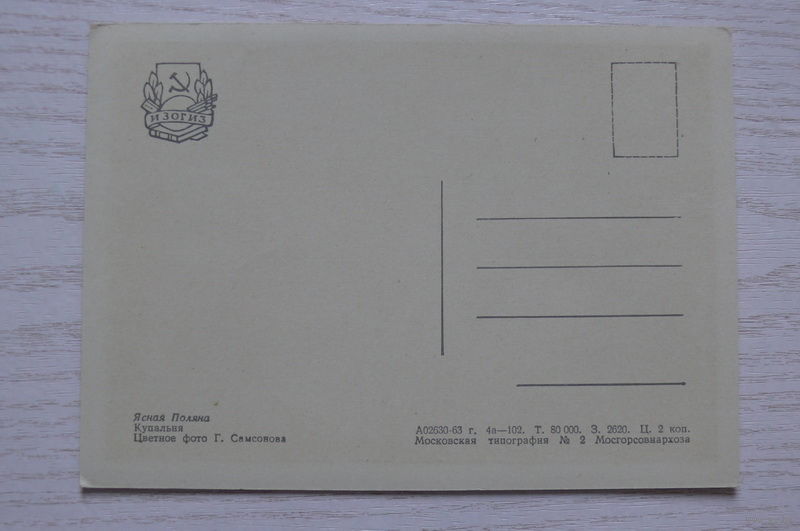 ИЗОГИЗ
Ясная Поляна
Купальня
Цветное фото Г. Самсонова
А02630-63 г. 4а—102. Т. 80 000. З. 2620. Ц. 2 коп.
Московская типография № 2 Мосгорсовнархоза